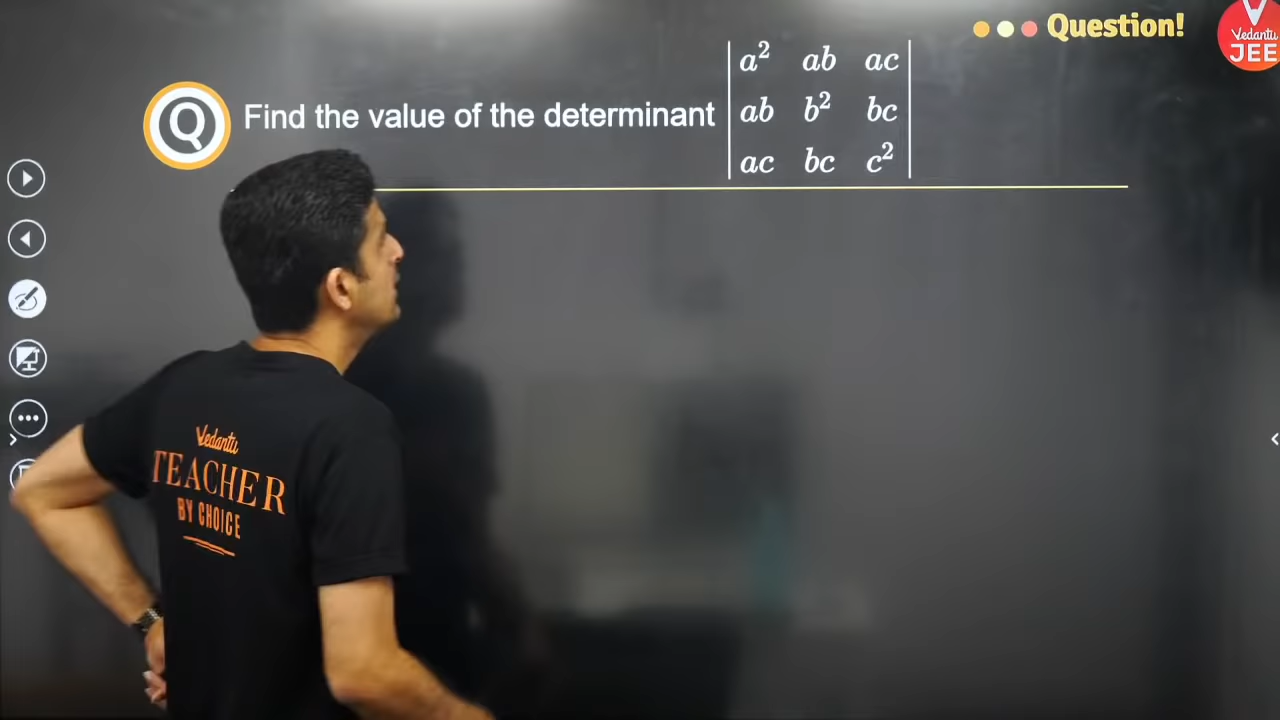 Question!
Vedantu
JEE
Q
Find the value of the determinant
a² ab ac
ab b² bc
ac bc c²
Vedantu
TEACHER
BY CHOICE